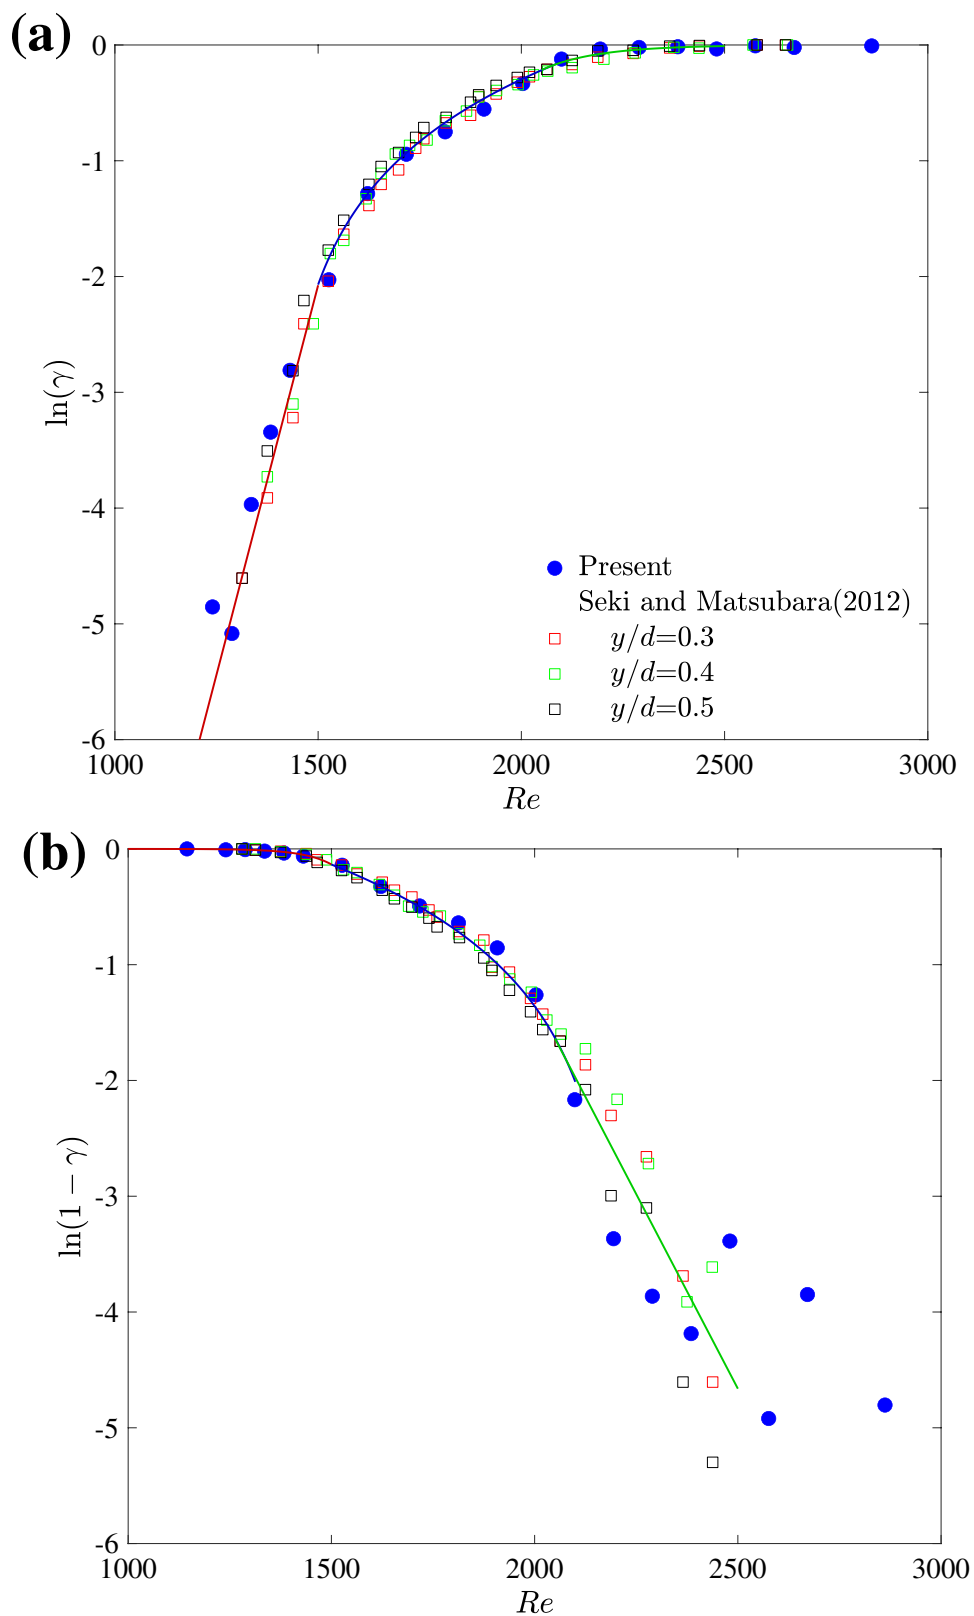 (a)
0
-1
-2
-3
-4
-5
-6
ln(γ)
Present
Seki and Matsubara(2012)
y/d=0.3
y/d=0.4
y/d=0.5
1000 1500 2000 2500 3000
Re
(b)
0
-1
-2
-3
-4
-5
-6
ln(1 − γ)
1000 1500 2000 2500 3000
Re